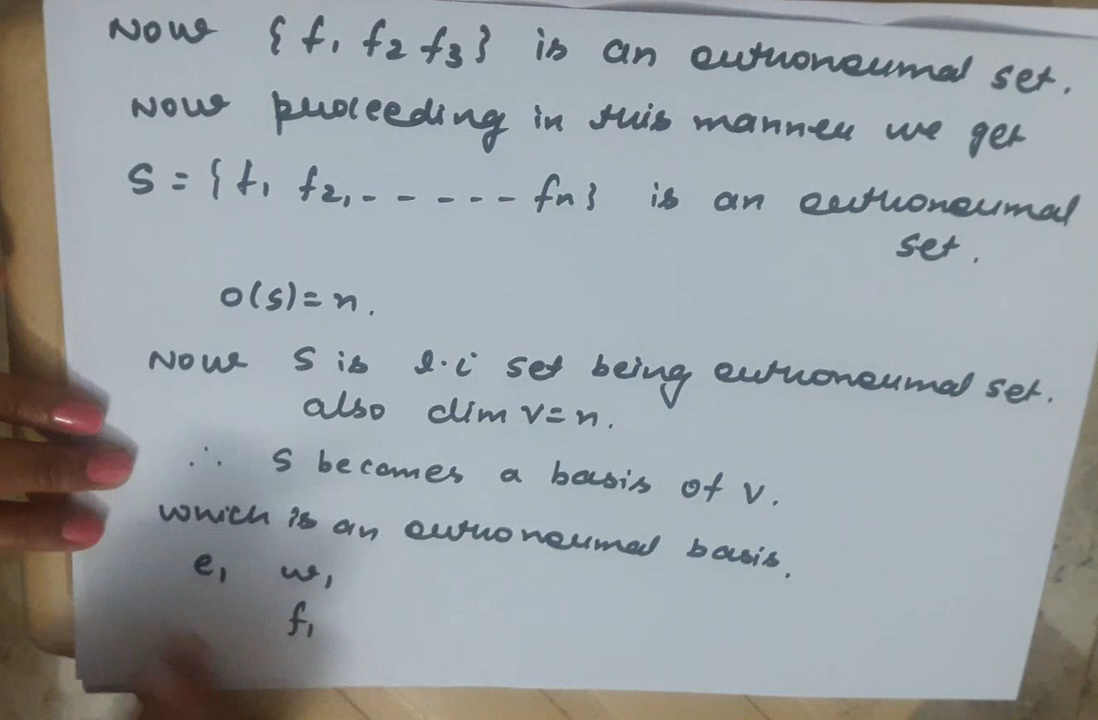 Now {f1 f2 f3} is an orthonormal set.
Now proceeding in this manner we get
S = {f1 f2,------fn} is an orthonormal
set.
o(s)=n.
Now S is l.i set being orthonormal set.
also dim V=n.
∴ S becomes a basis of V.
which is an orthonormal basis.
e1 w1
f1